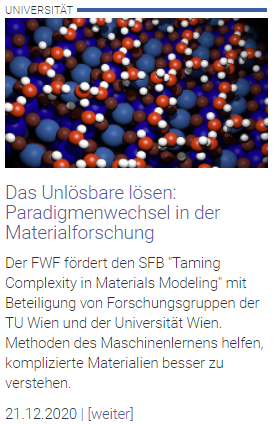 UNIVERSITÄT
Das Unlösbare lösen:
Paradigmenwechsel in der
Materialforschung
Der FWF fördert den SFB "Taming
Complexity in Materials Modeling" mit
Beteiligung von Forschungsgruppen der
TU Wien und der Universität Wien.
Methoden des Maschinenlernens helfen,
komplizierte Materialien besser zu
verstehen.
21.12.2020 | [weiter]